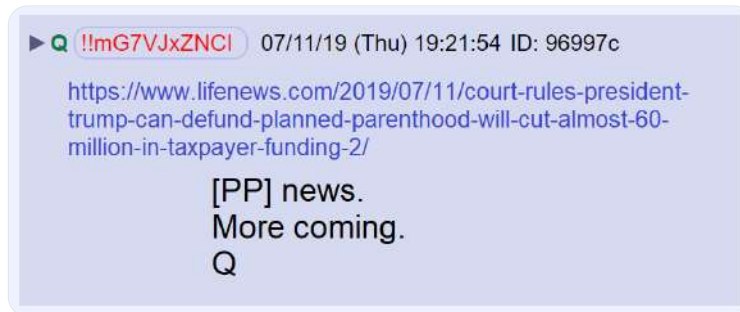 ▶ Q !!mG7VJxZNCI 07/11/19 (Thu) 19:21:54 ID: 96997c
https://www.lifenews.com/2019/07/11/court-rules-president-
trump-can-defund-planned-parenthood-will-cut-almost-60-
million-in-taxpayer-funding-2/
[PP] news.
More coming.
Q